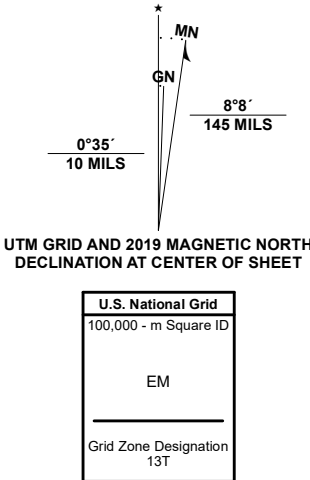 ★
MN
GN
8°8´
145 MILS
0°35´
10 MILS
UTM GRID AND 2019 MAGNETIC NORTH
DECLINATION AT CENTER OF SHEET
U.S. National Grid
100,000 - m Square ID
EM
Grid Zone Designation
13T